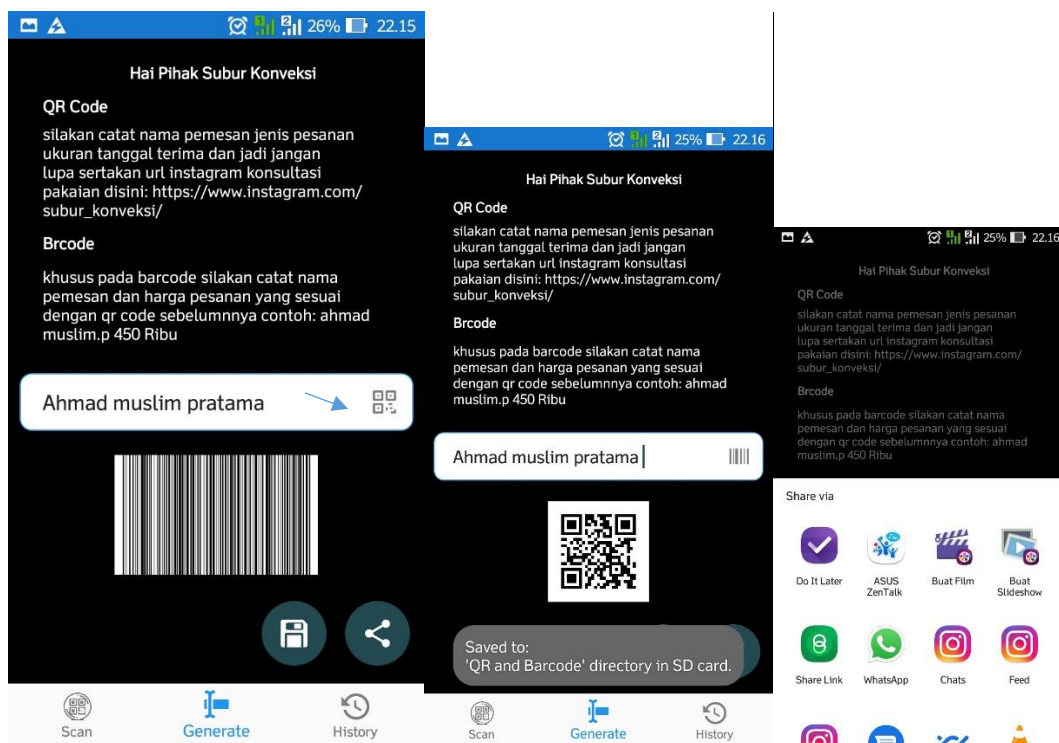 26% 22.15
Hai Pihak Subur Konveksi
QR Code
silakan catat nama pemesan jenis pesanan
ukuran tanggal terima dan jadi jangan
lupa sertakan url instagram konsultasi
pakaian disini: https://www.instagram.com/
subur_konveksi/
Brcode
khusus pada barcode silakan catat nama
pemesan dan harga pesanan yang sesuai
dengan qr code sebelumnnya contoh: ahmad
muslim.p 450 Ribu
Ahmad muslim pratama
Scan
Generate
History
25% 22.16
Hai Pihak Subur Konveksi
QR Code
silakan catat nama pemesan jenis pesanan
ukuran tanggal terima dan jadi jangan
lupa sertakan url instagram konsultasi
pakaian disini: https://www.instagram.com/
subur_konveksi/
Brcode
khusus pada barcode silakan catat nama
pemesan dan harga pesanan yang sesuai
dengan qr code sebelumnnya contoh: ahmad
muslim.p 450 Ribu
Ahmad muslim pratama
Saved to:
'QR and Barcode' directory in SD card.
Scan
Generate
History
25% 22.16
Hai Pihak Subur Konveksi
QR Code
silakan catat nama pemesan jenis pesanan
ukuran tanggal terima dan jadi jangan
lupa sertakan url instagram konsultasi
pakaian disini: https://www.instagram.com/
subur_konveksi/
Brcode
khusus pada barcode silakan catat nama
pemesan dan harga pesanan yang sesuai
dengan qr code sebelumnnya contoh: ahmad
muslim.p 450 Ribu
Share via
Do It Later
ASUS
ZenTalk
Buat Film
Buat
Slideshow
Share Link
WhatsApp
Chats
Feed